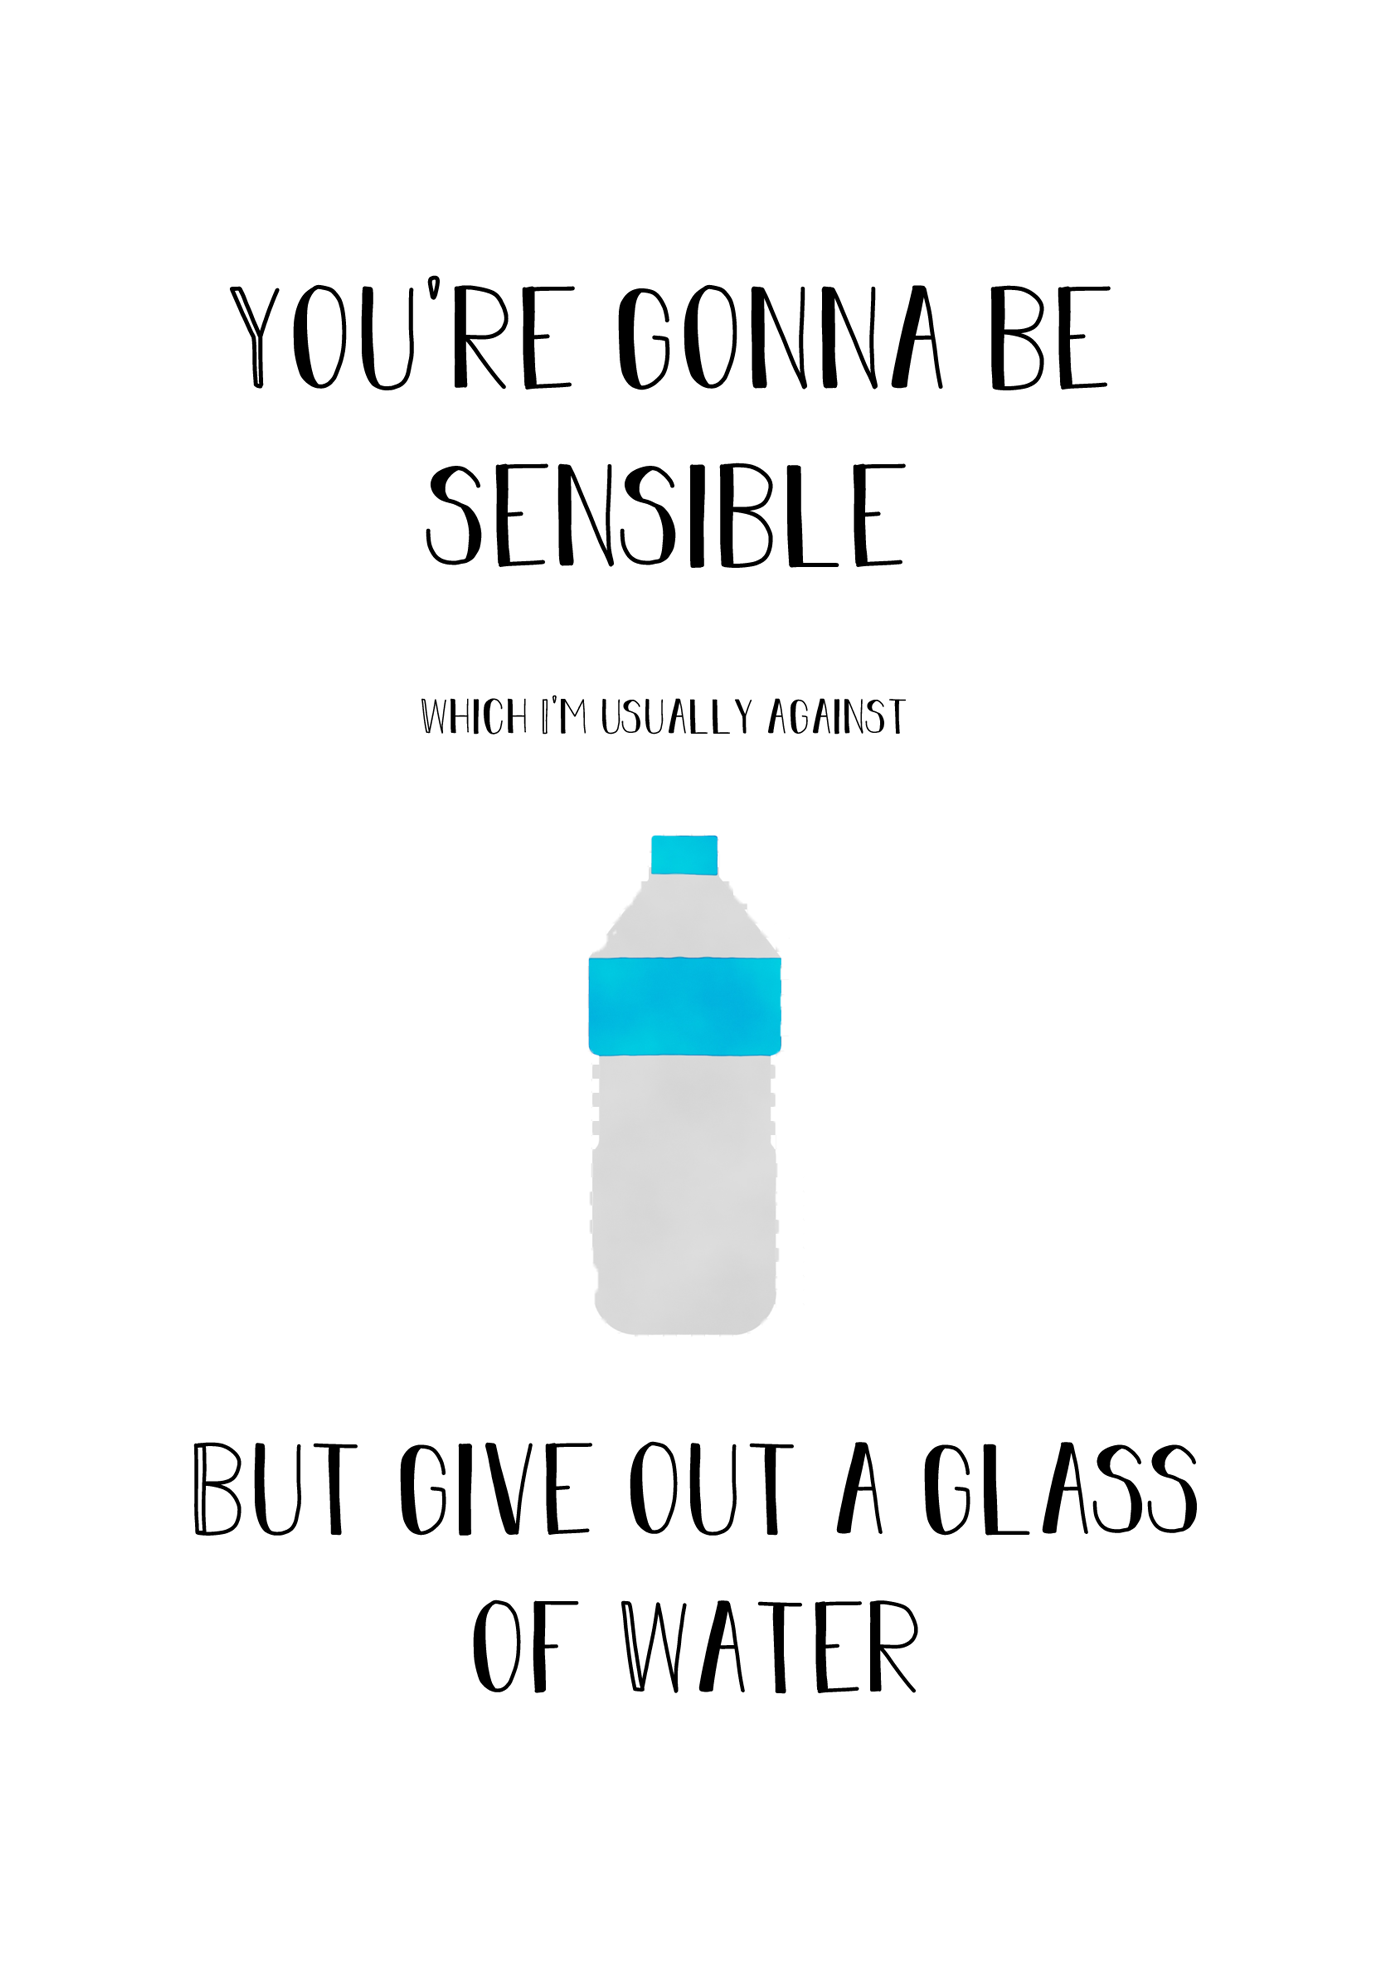 YOU'RE GONNA BE
SENSIBLE
WHICH I'M USUALLY AGAINST
BUT GIVE OUT A GLASS
OF WATER